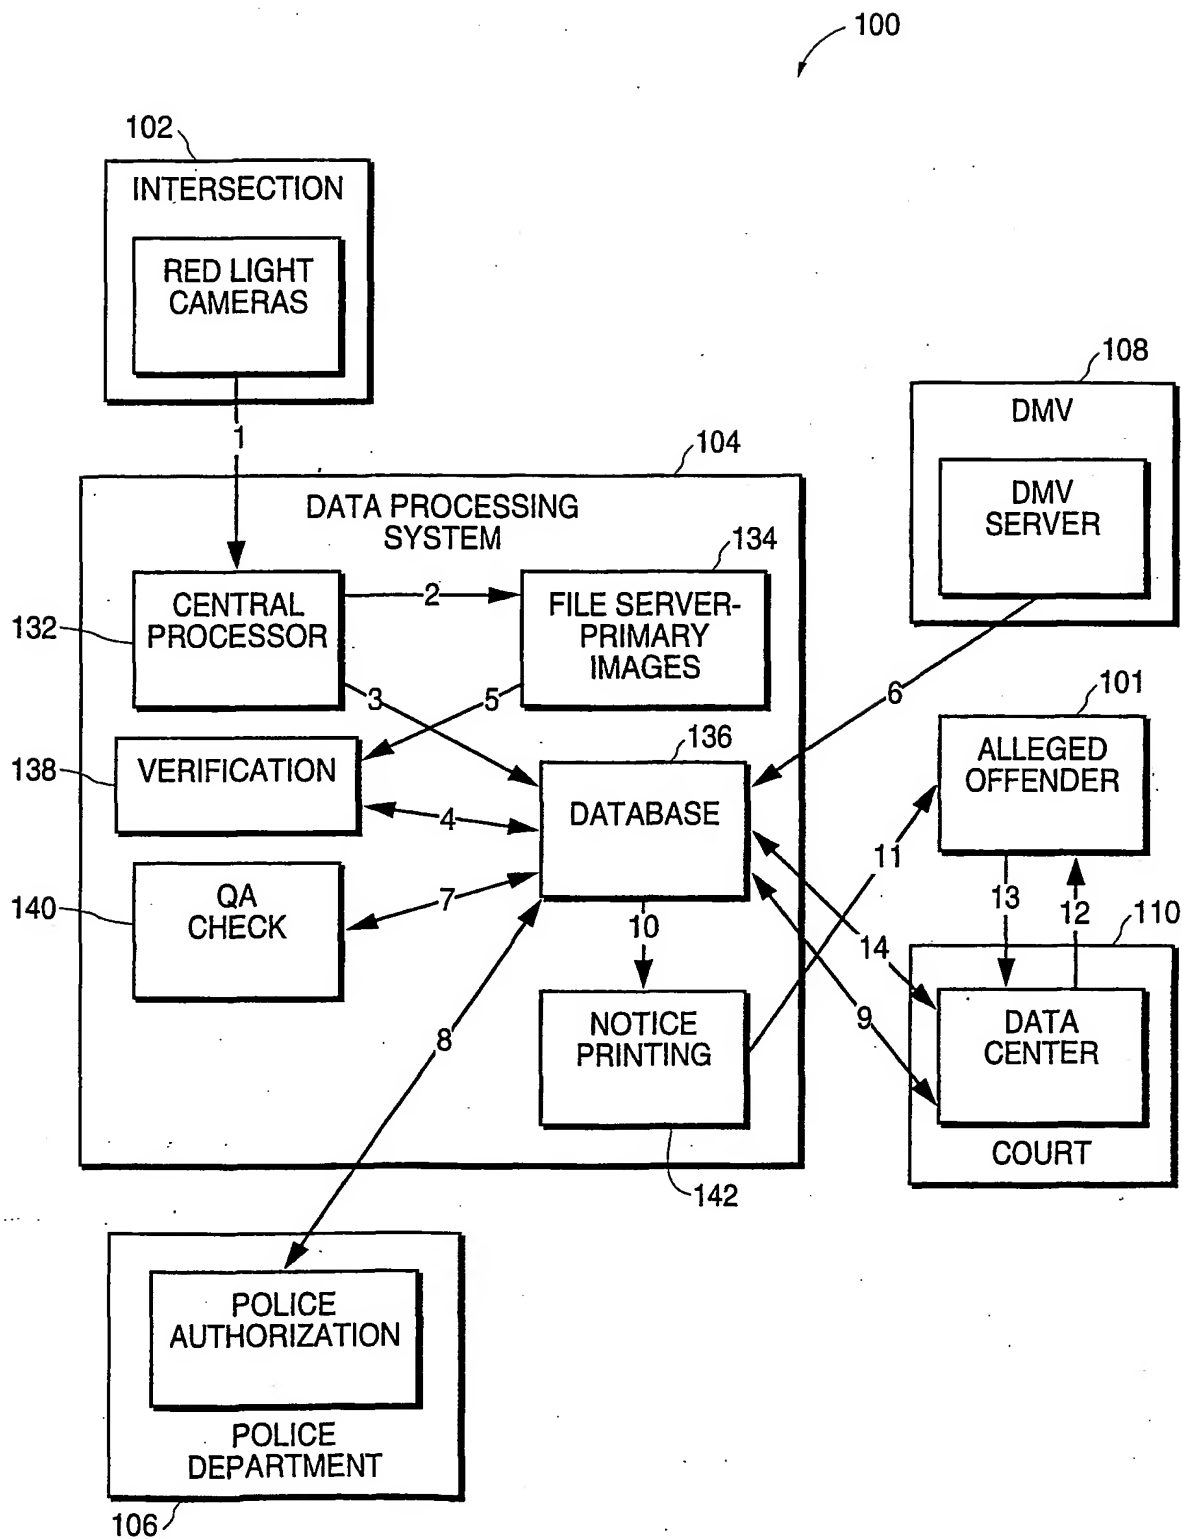 100
102
INTERSECTION
RED LIGHT
CAMERAS
1
108
DMV
DMV
SERVER
104
DATA PROCESSING
SYSTEM
134
132
CENTRAL
PROCESSOR
2
FILE SERVER-
PRIMARY
IMAGES
3
5
6
101
136
138
VERIFICATION
ALLEGED
OFFENDER
DATABASE
4
11
140
QA
CHECK
7
10
13
12
110
14
8
9
NOTICE
PRINTING
DATA
CENTER
COURT
142
POLICE
AUTHORIZATION
POLICE
DEPARTMENT
106